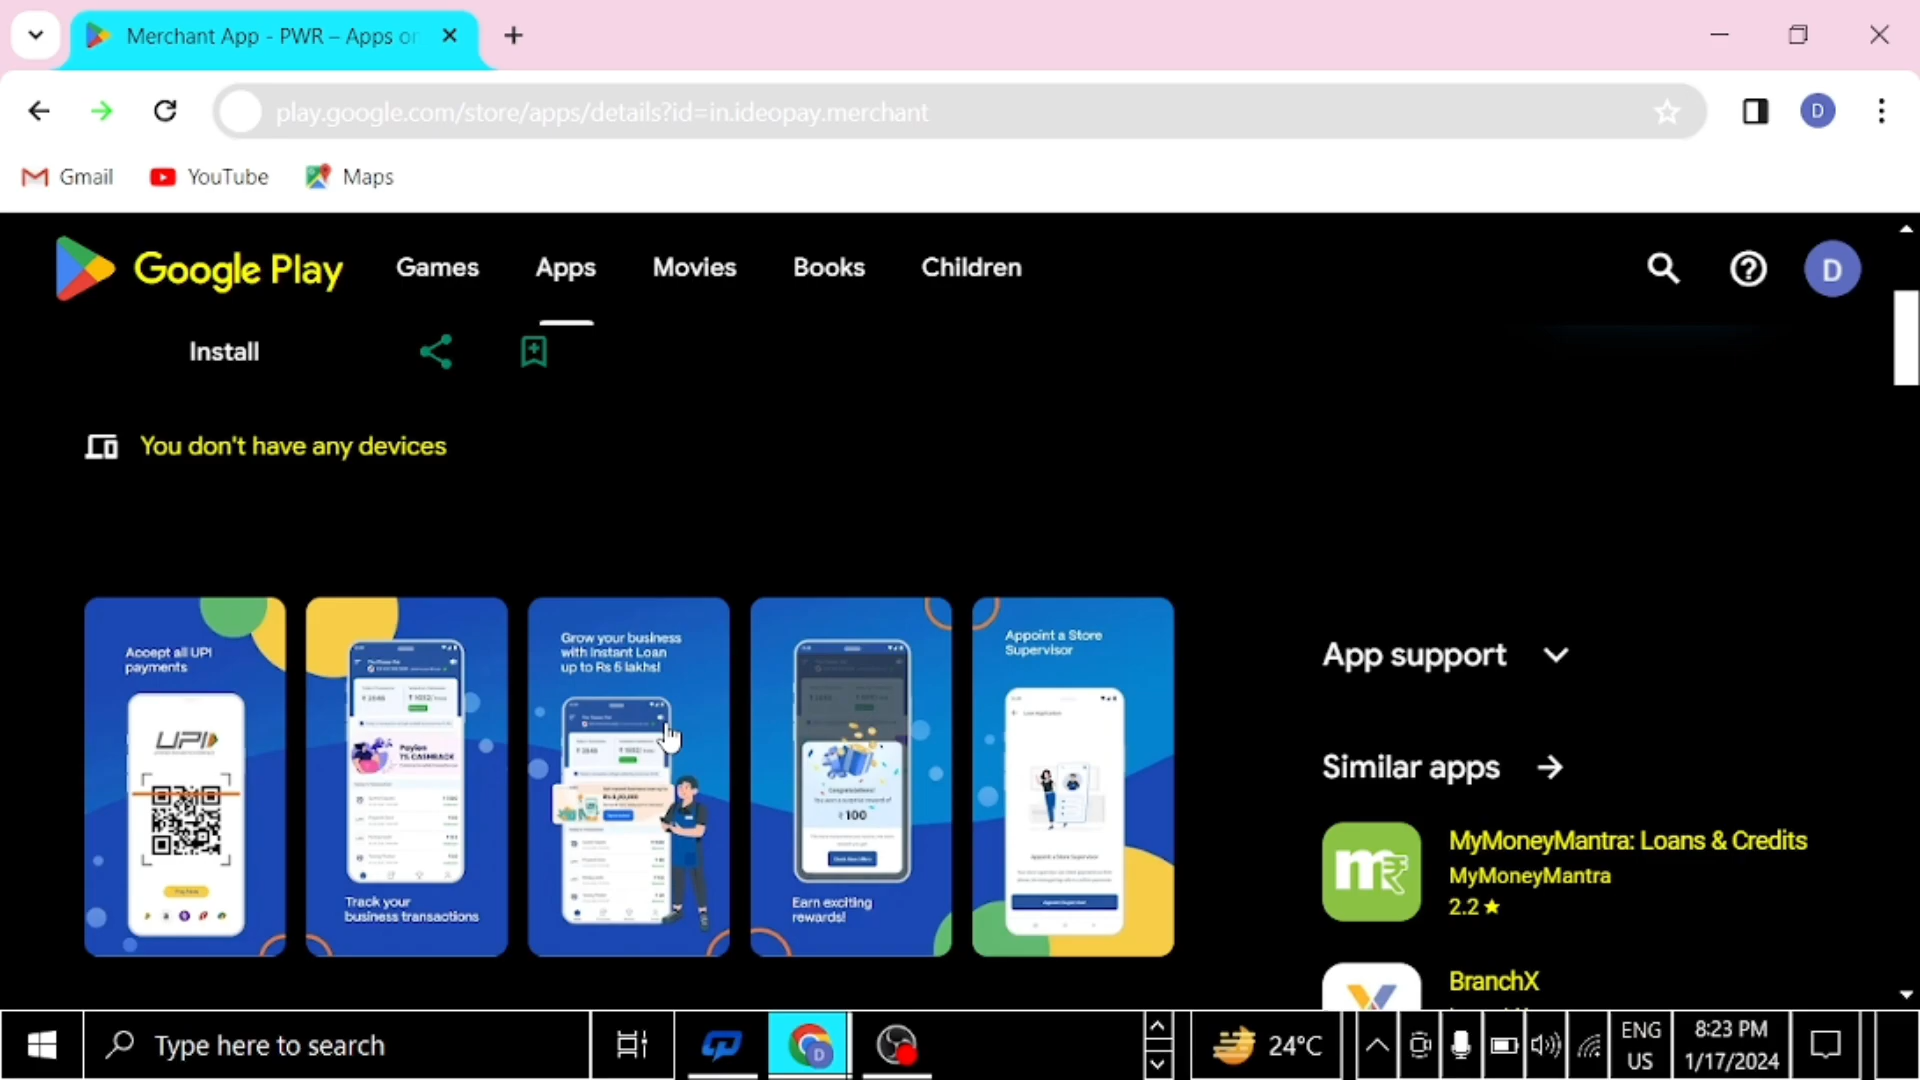 Merchant App - PWR – Apps on
play.google.com/store/apps/details?id=in.ideopay.merchant
D
Gmail
YouTube
Maps
Google Play
Games
Apps
Movies
Books
Children
D
Install
You don't have any devices
Accept all UPI
payments
UPI
Track your
business transactions
Grow your business
with Instant Loan
up to Rs 5 lakhs!
₹100
Earn exciting
rewards!
Appoint a Store
Supervisor
App support
Similar apps
MyMoneyMantra: Loans & Credits
MyMoneyMantra
2.2★
BranchX
Type here to search
D
24°C
ENG
US
8:23 PM
1/17/2024